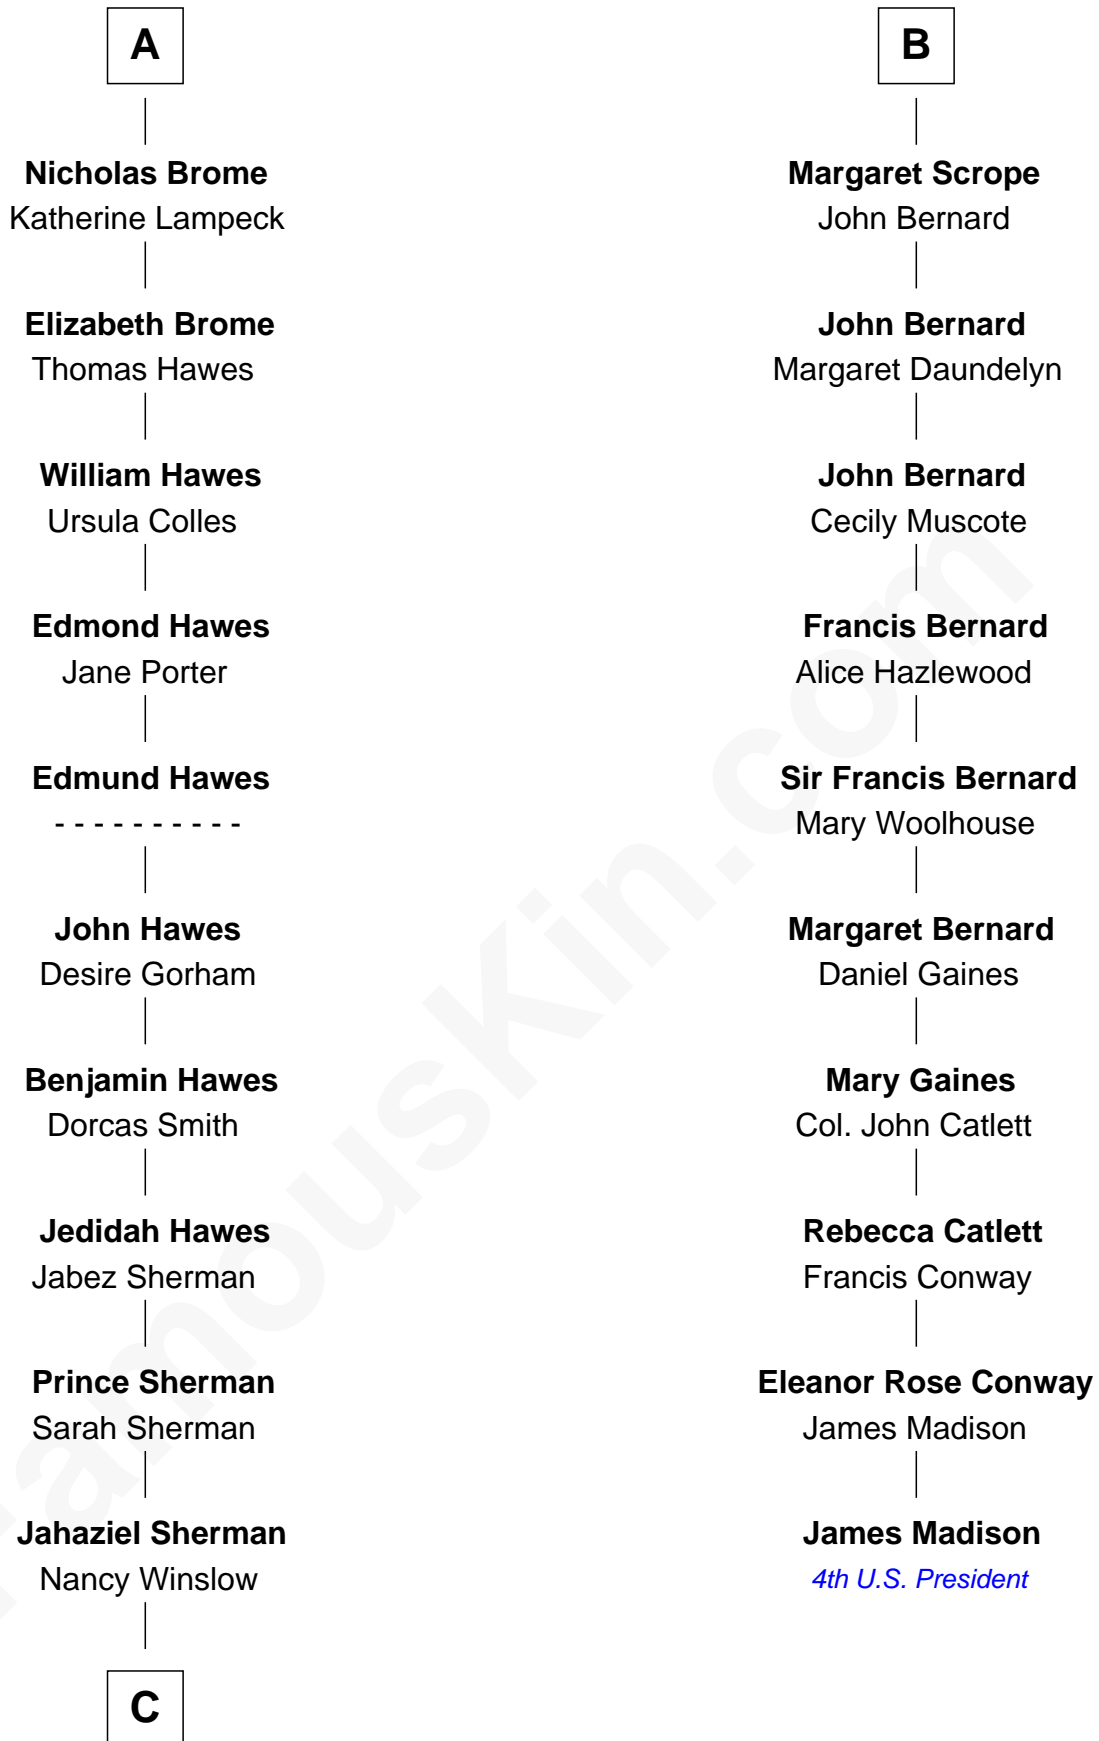 A
Nicholas Brome
Katherine Lampeck
Elizabeth Brome
Thomas Hawes
William Hawes
Ursula Colles
Edmond Hawes
Jane Porter
Edmund Hawes
- - - - - - - - - -
John Hawes
Desire Gorham
Benjamin Hawes
Dorcas Smith
Jedidah Hawes
Jabez Sherman
Prince Sherman
Sarah Sherman
Jahaziel Sherman
Nancy Winslow
C
B
Margaret Scrope
John Bernard
John Bernard
Margaret Daundelyn
John Bernard
Cecily Muscote
Francis Bernard
Alice Hazlewood
Sir Francis Bernard
Mary Woolhouse
Margaret Bernard
Daniel Gaines
Mary Gaines
Col. John Catlett
Rebecca Catlett
Francis Conway
Eleanor Rose Conway
James Madison
James Madison
4th U.S. President
FamousKin.com